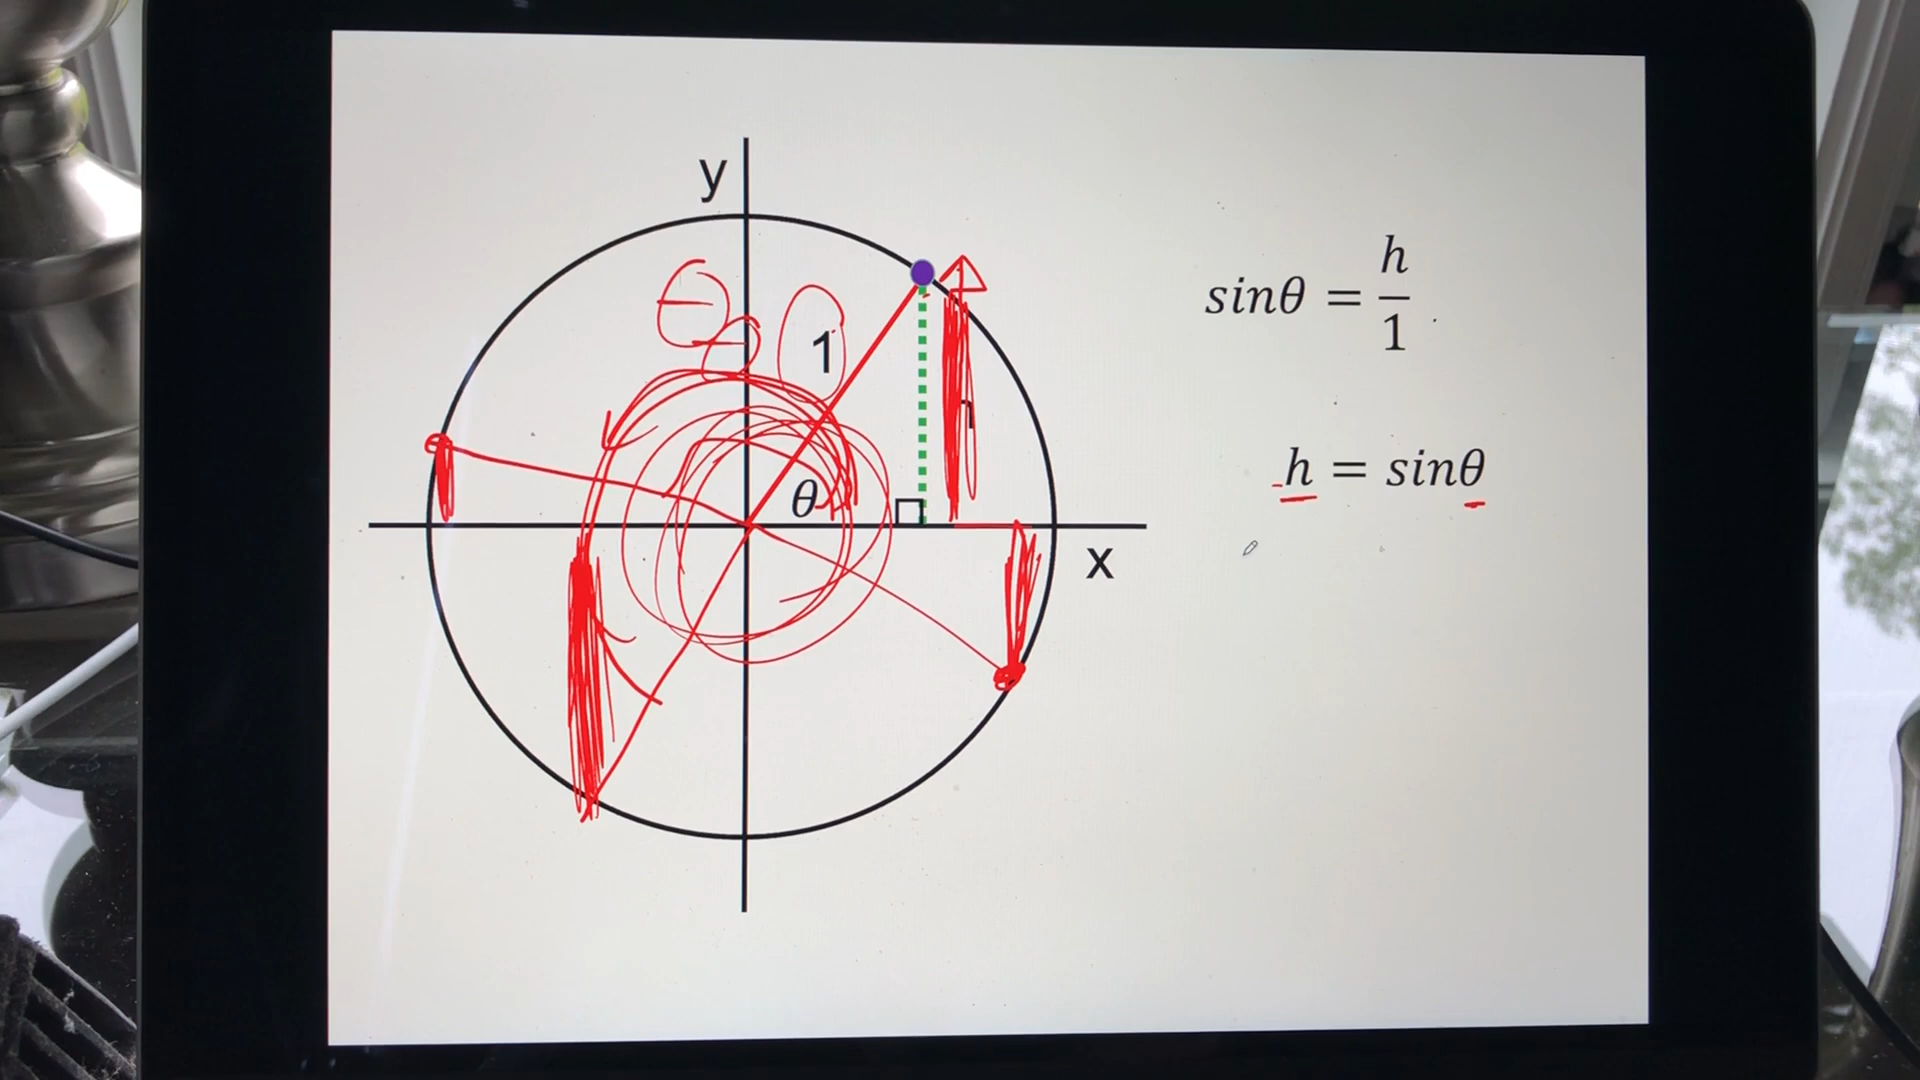 y
θ
θ
1
θ
x
sinθ = h/1
h = sinθ